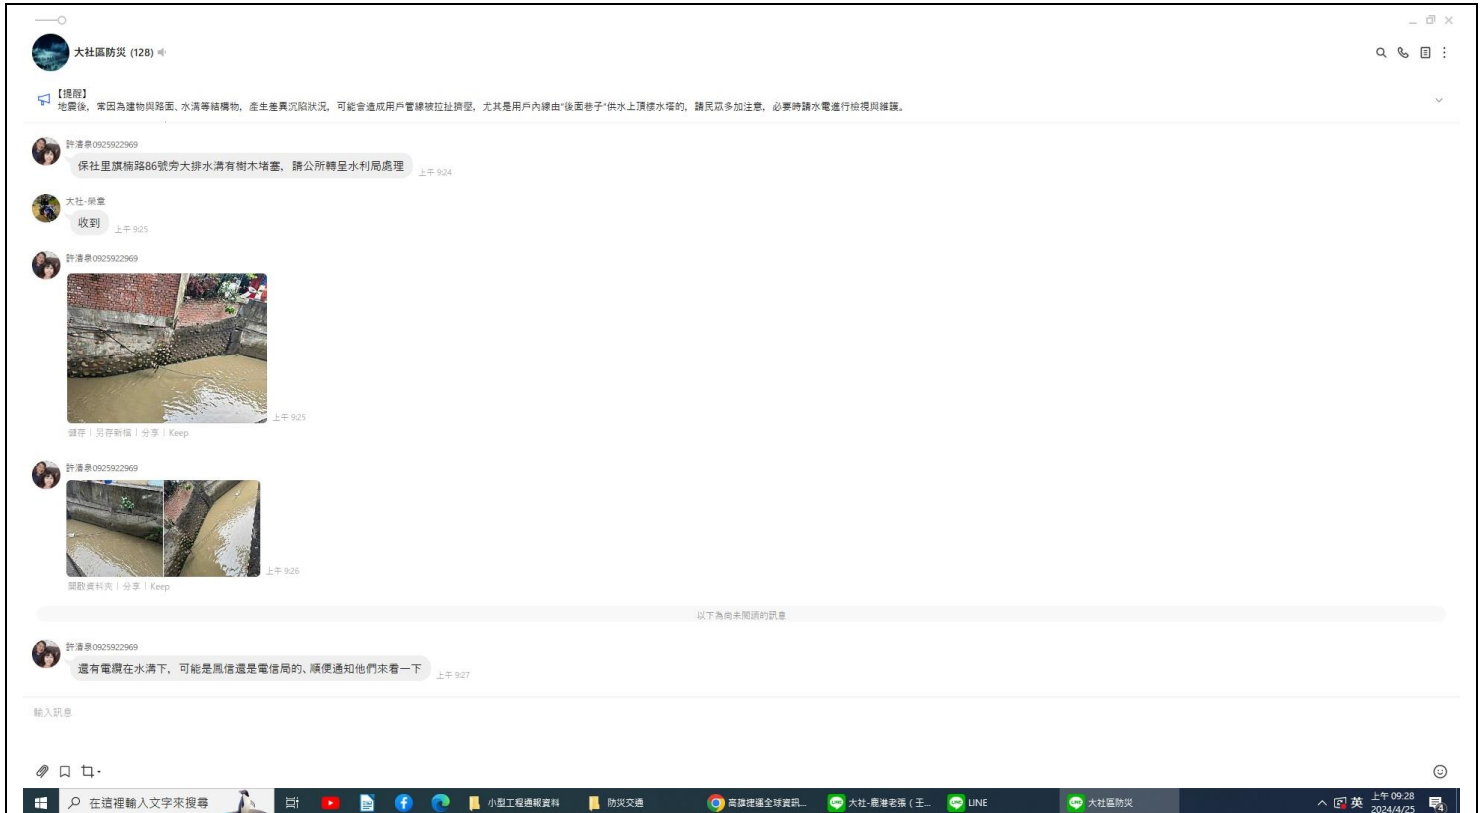 大社區防災 (128)
【提醒】
地震後，常因為建物與路面、水溝等結構物，產生差異沉陷狀況，可能會造成用戶管線被拉扯擠壓，尤其是用戶內線由"後面巷子"供水上頂樓水塔的，請民眾多加注意，必要時請水電進行檢視與維護。
許清泉0925922969
保社里旗楠路86號旁大排水溝有樹木堵塞，請公所轉呈水利局處理
上午 9:24
大社-榮童
收到
上午 9:25
許清泉0925922969
上午 9:25
儲存 | 另存新檔 | 分享 | Keep
許清泉0925922969
上午 9:26
開啟資料夾 | 分享 | Keep
以下為尚未閱讀的訊息
許清泉0925922969
還有電纜在水溝下，可能是鳳信還是電信局的、順便通知他們來看一下
上午 9:27
輸入訊息
在這裡輸入文字來搜尋
小型工程通報資料
防災交通
高雄捷運全球資訊...
大社-鹿港老張 ( 王...
LINE
大社區防災
英
上午 09:28
2024/4/25
4